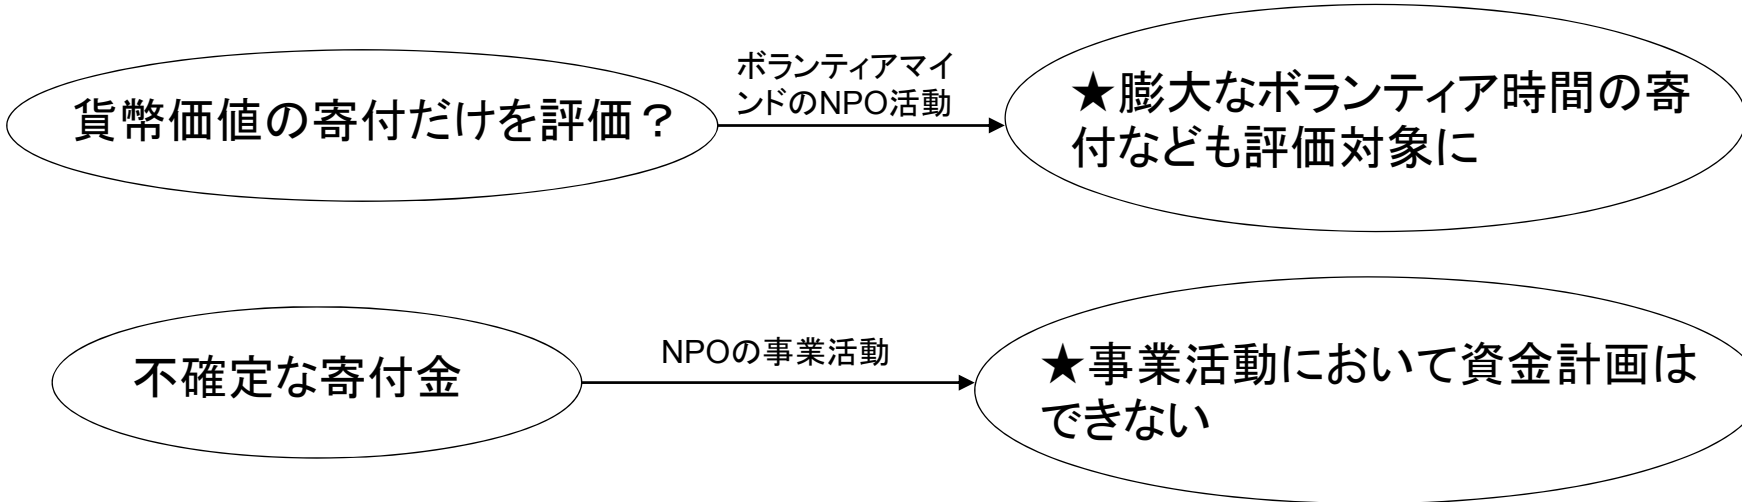 貨幣価値の寄付だけを評価？
ボランティアマイ
ンドのNPO活動
★膨大なボランティア時間の寄
付なども評価対象に
不確定な寄付金
NPOの事業活動
★事業活動において資金計画は
できない